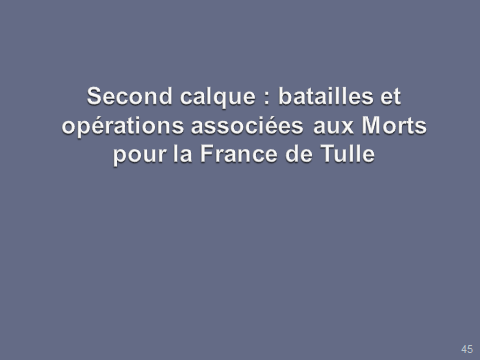 Second calque : batailles et
opérations associées aux Morts
pour la France de Tulle
45